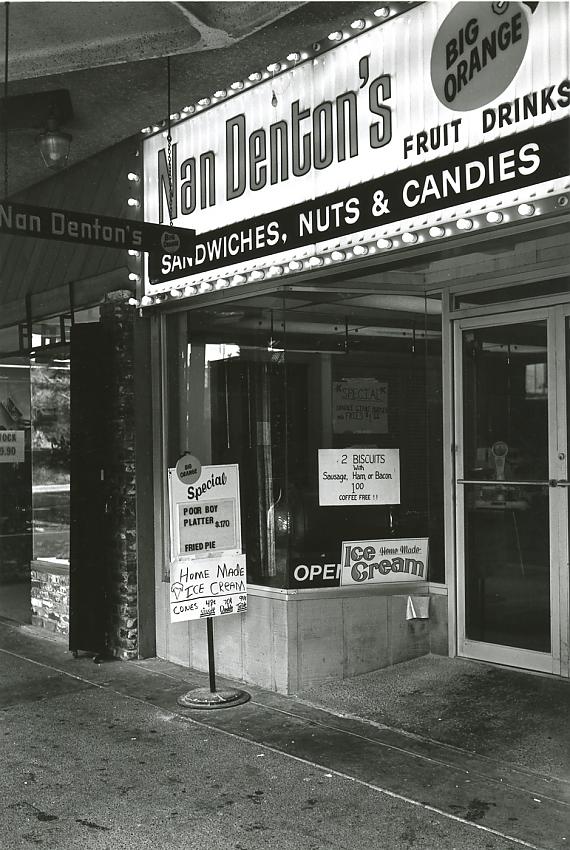 BIG
ORANGE
Nan Denton's
FRUIT DRINKS
SANDWICHES, NUTS & CANDIES
Nan Denton's
SPECIAL
2 BISCUITS
With
Sausage, Ham, or Bacon
1.00
COFFEE FREE !!
BIG
ORANGE
Special
POOR BOY
PLATTER $1.70
FRIED PIE
HOME MADE
ICE CREAM
CONES 48¢ 70¢
OPEN
Home Made
Ice
Cream